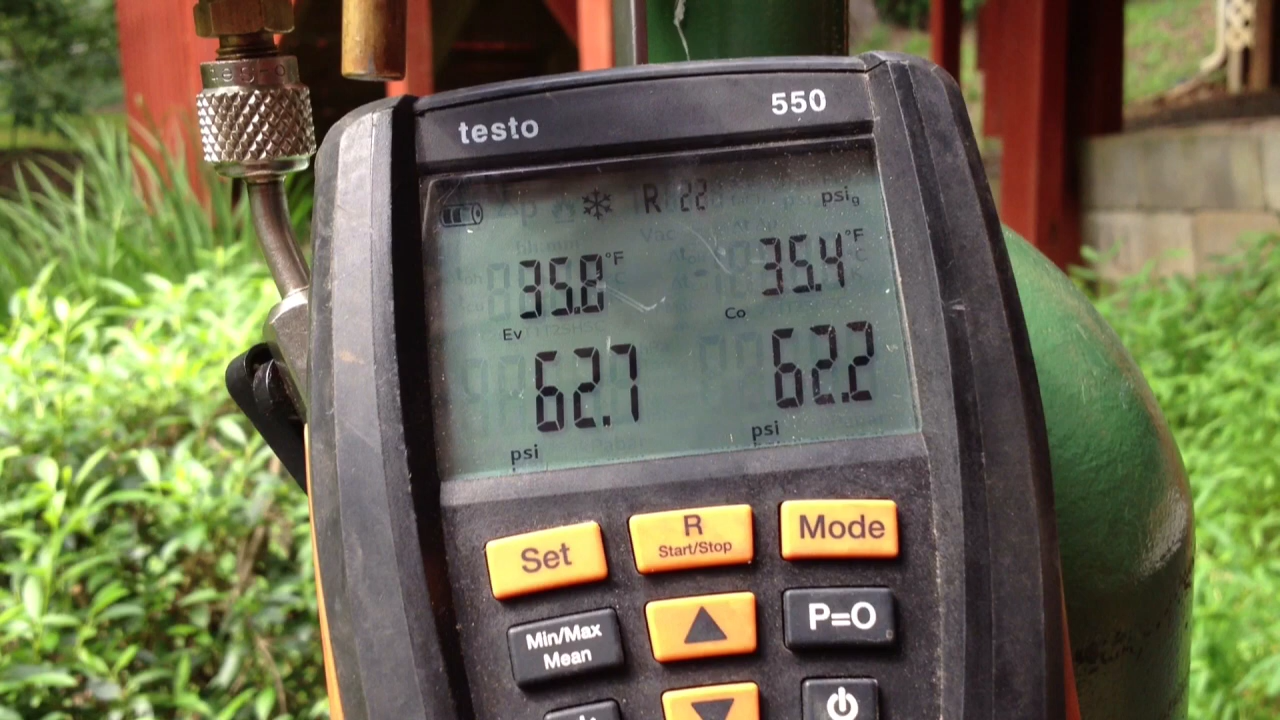 testo
testo 550
R 22 psig
35.8 °F 35.4 °F
Ev Co
62.7 62.2
psi psi
Set R Mode
Start/Stop
Min/Max P=O
Mean